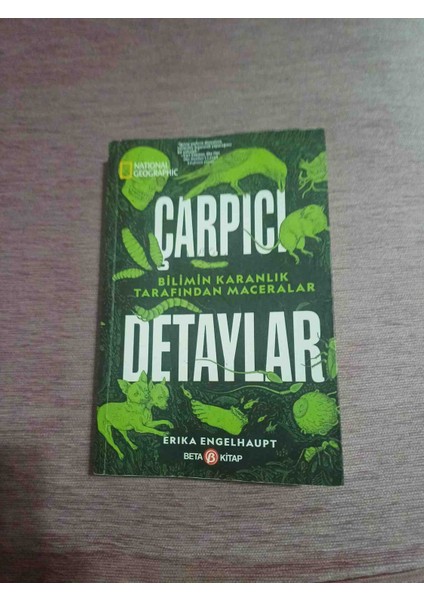 NATIONAL
GEOGRAPHIC
ÇARPICI
BİLİMİN KARANLIK
TARAFINDAN MACERALAR
DETAYLAR
ERIKA ENGELHAUPT
BETA KİTAP